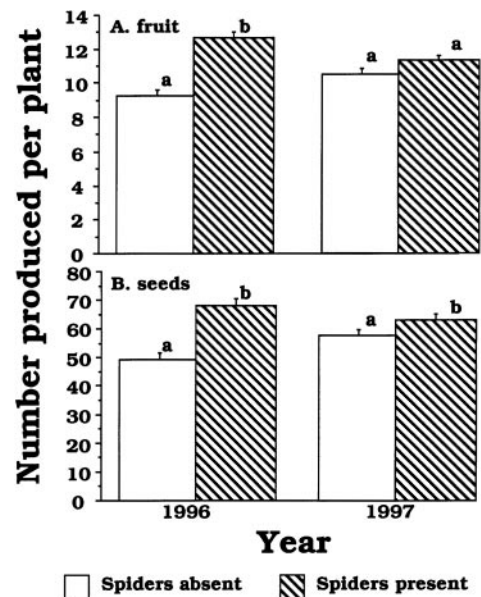 Number produced per plant
A. fruit
14
12
10
8
6
4
2
0
a
b
a
a
B. seeds
80
70
60
50
40
30
20
10
0
a
b
a
b
1996 1997
Year
Spiders absent Spiders present